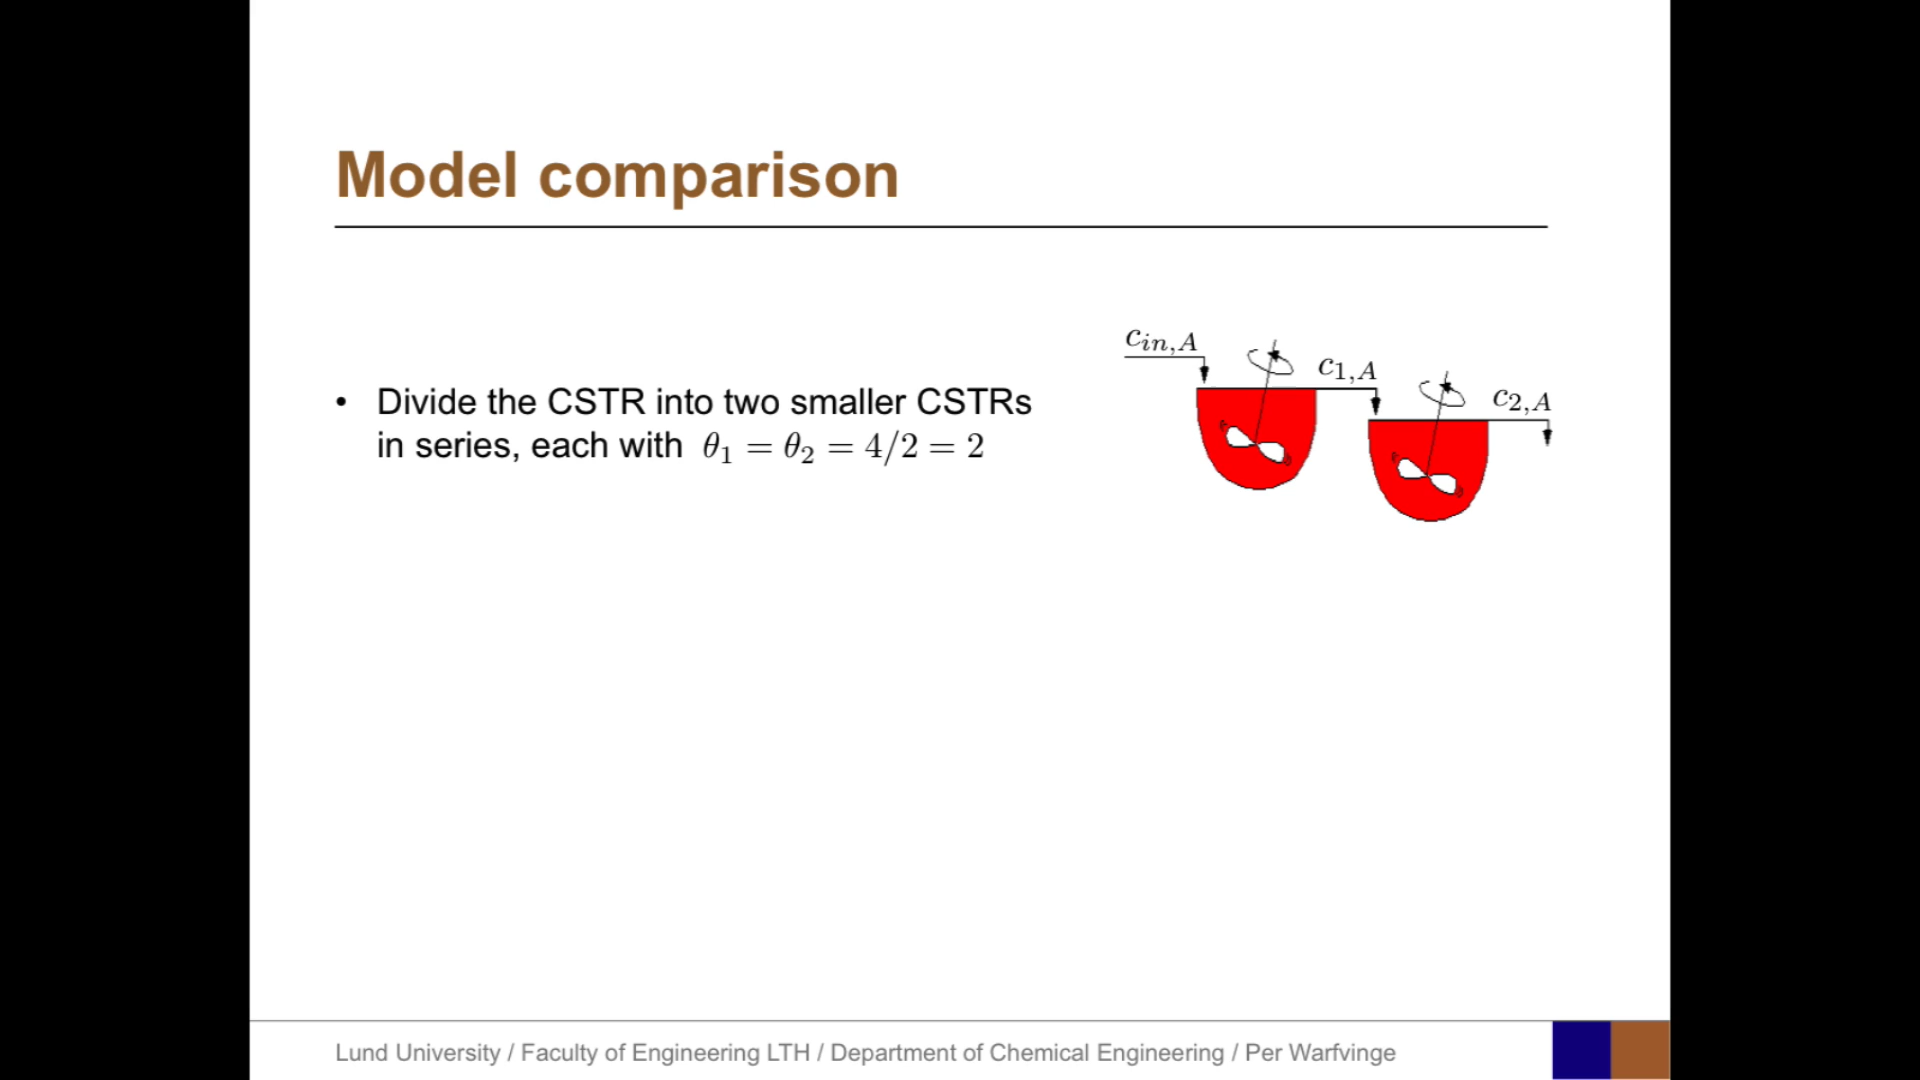 Model comparison
• Divide the CSTR into two smaller CSTRs
in series, each with θ₁ = θ₂ = 4/2 = 2
c_{in,A}
c_{1,A}
c_{2,A}
Lund University / Faculty of Engineering LTH / Department of Chemical Engineering / Per Warfvinge